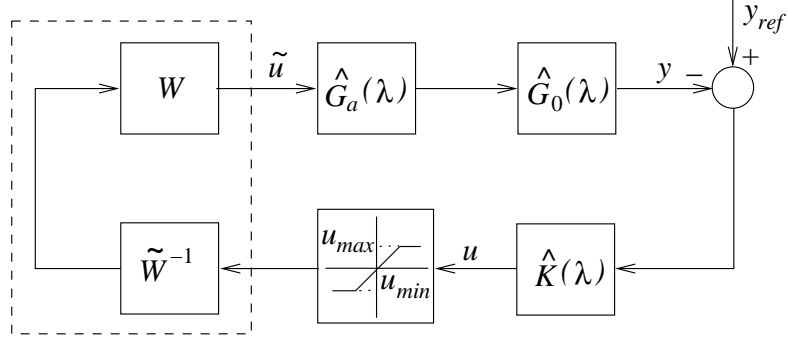 y_ref
W
ũ
Ĝ_a(λ)
Ĝ_0(λ)
y
−
+
W̃^{-1}
u_max
u_min
u
K̂(λ)